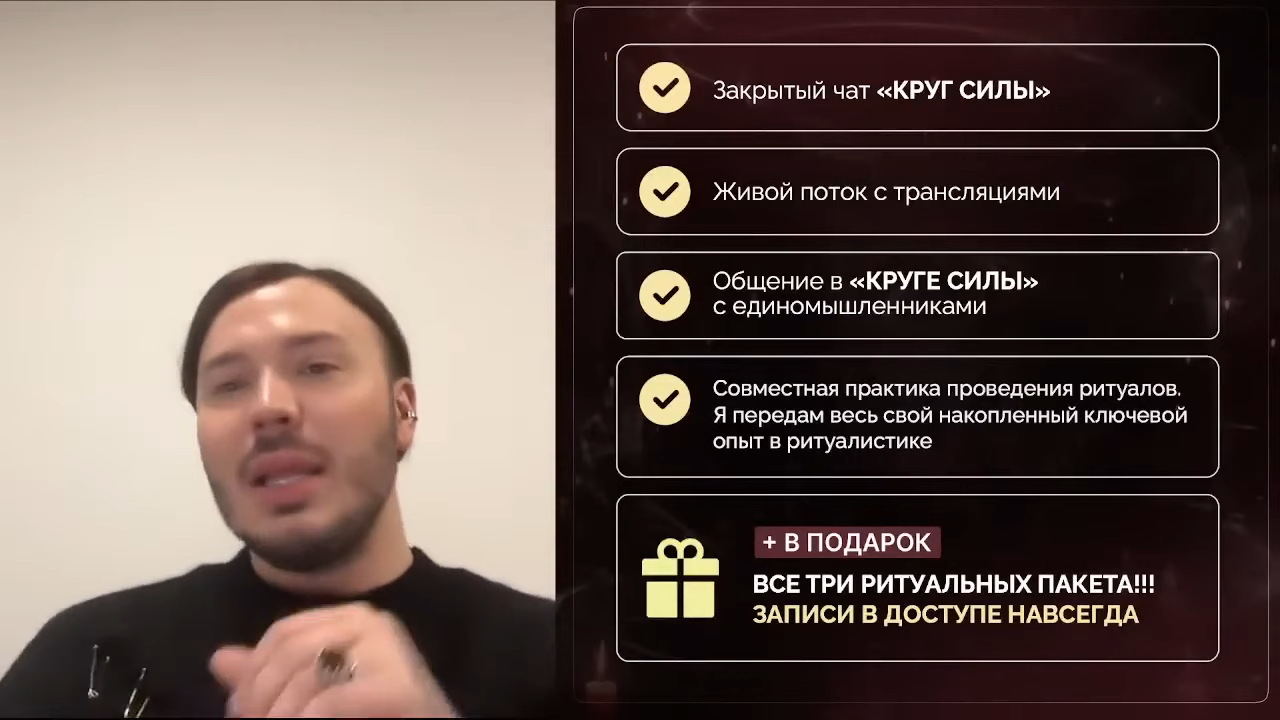 Закрытый чат «КРУГ СИЛЫ»
Живой поток с трансляциями
Общение в «КРУГЕ СИЛЫ»
с единомышленниками
Совместная практика проведения ритуалов.
Я передам весь свой накопленный ключевой
опыт в ритуалистике
+ В ПОДАРОК
ВСЕ ТРИ РИТУАЛЬНЫХ ПАКЕТА!!!
ЗАПИСИ В ДОСТУПЕ НАВСЕГДА